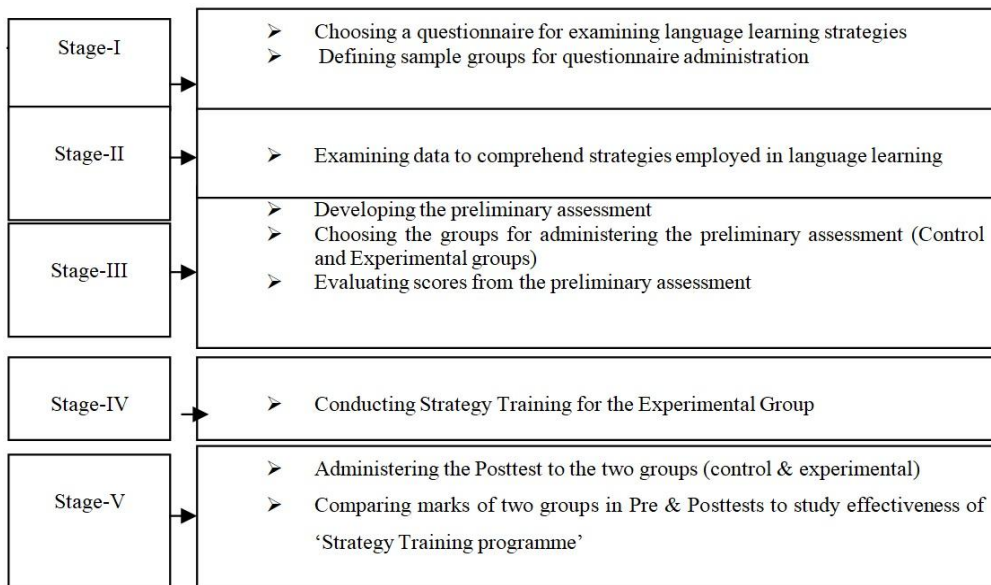 Stage-I
➢ Choosing a questionnaire for examining language learning strategies
➢ Defining sample groups for questionnaire administration
Stage-II
➢ Examining data to comprehend strategies employed in language learning
Stage-III
➢ Developing the preliminary assessment
➢ Choosing the groups for administering the preliminary assessment (Control
and Experimental groups)
➢ Evaluating scores from the preliminary assessment
Stage-IV
➢ Conducting Strategy Training for the Experimental Group
Stage-V
➢ Administering the Posttest to the two groups (control & experimental)
➢ Comparing marks of two groups in Pre & Posttests to study effectiveness of
‘Strategy Training programme’